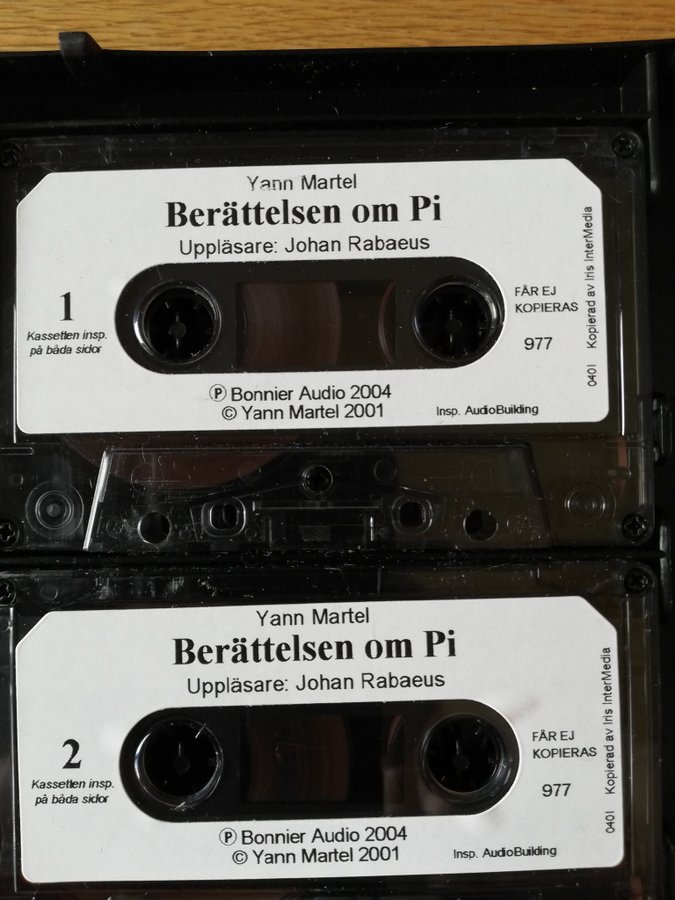 Yann Martel
Berättelsen om Pi
Uppläsare: Johan Rabaeus
1
Kassetten insp.
på båda sidor
FÅR EJ
KOPIERAS
977
Ⓟ Bonnier Audio 2004
© Yann Martel 2001
Insp. AudioBuilding
0401 Kopierad av Iris InterMedia
Yann Martel
Berättelsen om Pi
Uppläsare: Johan Rabaeus
2
Kassetten insp.
på båda sidor
FÅR EJ
KOPIERAS
977
Ⓟ Bonnier Audio 2004
© Yann Martel 2001
Insp. AudioBuilding
0401 Kopierad av Iris InterMedia